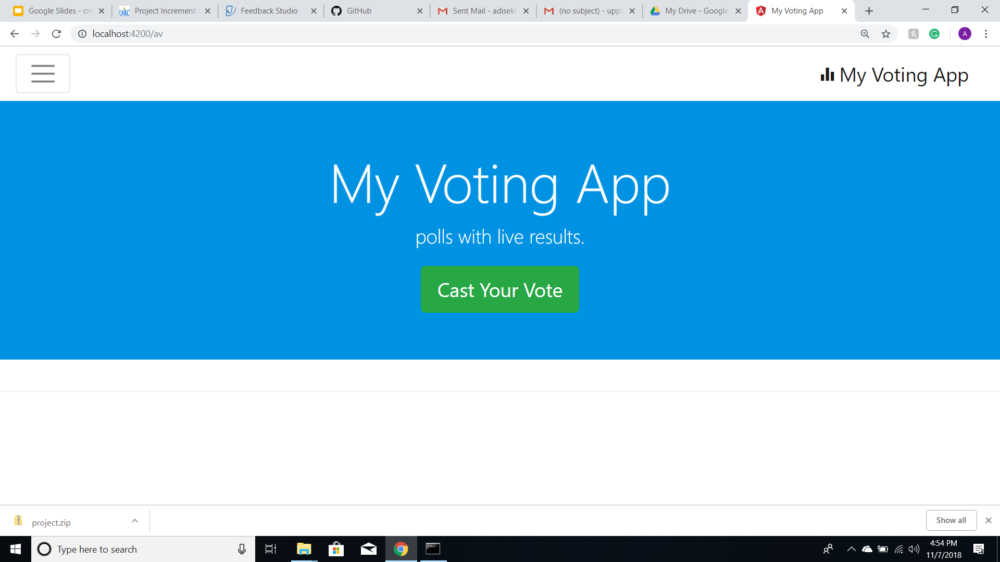 Google Slides - cre
UMKC Project Increment
Feedback Studio
GitHub
Sent Mail - adisekh
(no subject) - uppa
My Drive - Google
My Voting App
localhost:4200/av
A
My Voting App
My Voting App
polls with live results.
Cast Your Vote
project.zip
Show all
Type here to search
4:54 PM
11/7/2018